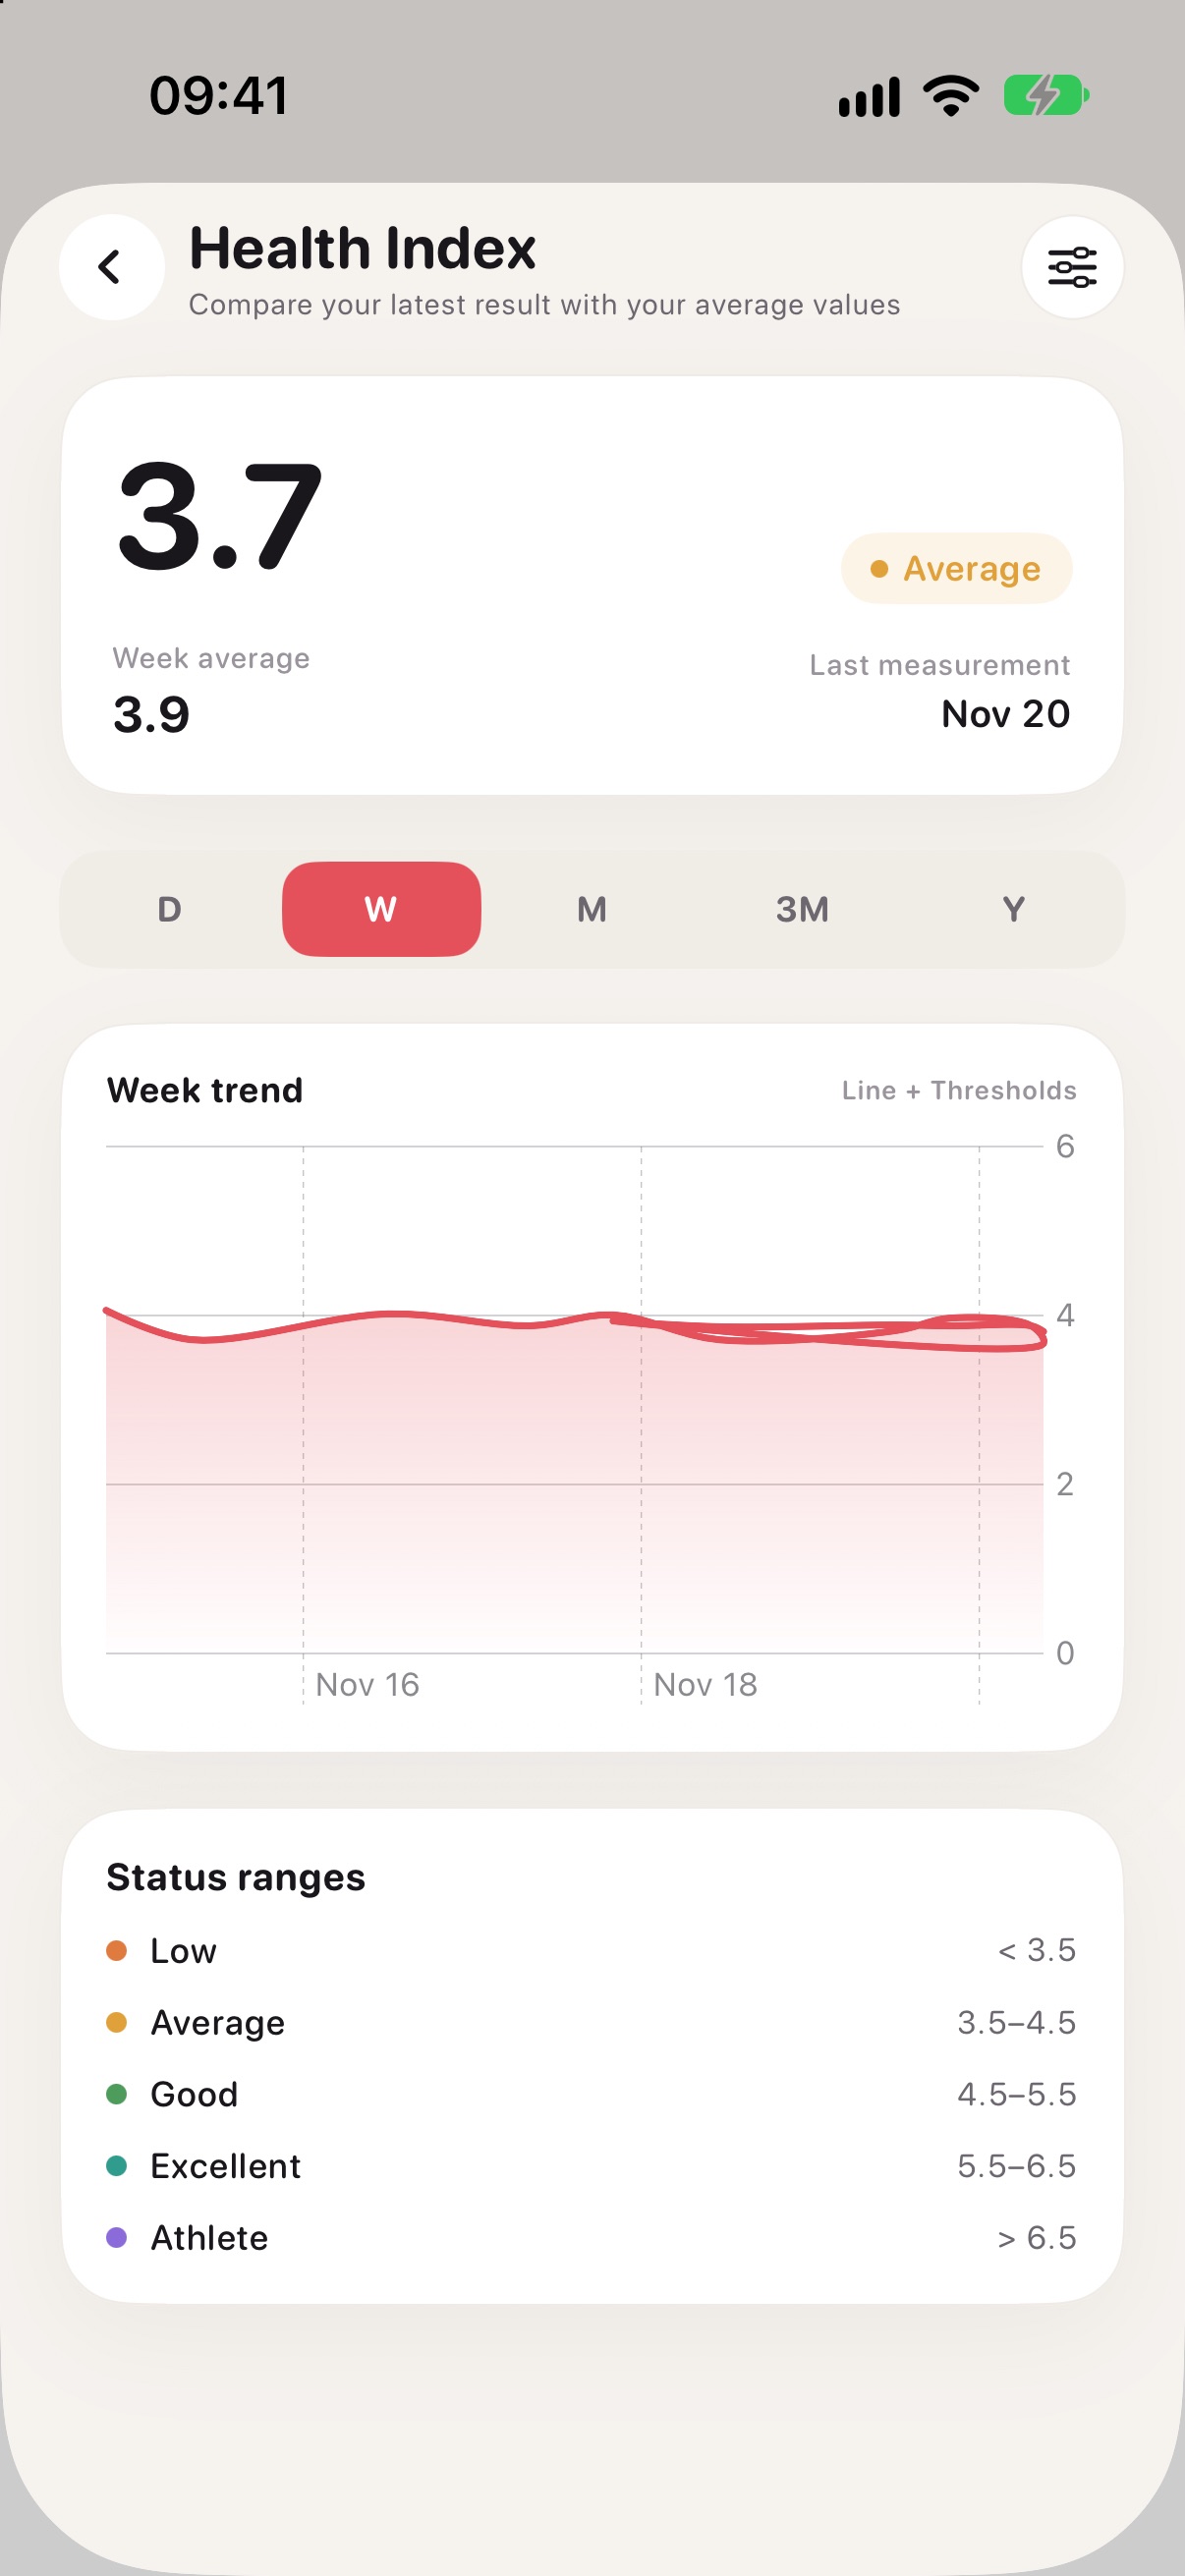 09:41
Health Index
Compare your latest result with your average values
3.7
Average
Week average
3.9
Last measurement
Nov 20
D W M 3M Y
Week trend
Line + Thresholds
6
4
2
0
Nov 16 Nov 18
Status ranges
Low < 3.5
Average 3.5–4.5
Good 4.5–5.5
Excellent 5.5–6.5
Athlete > 6.5